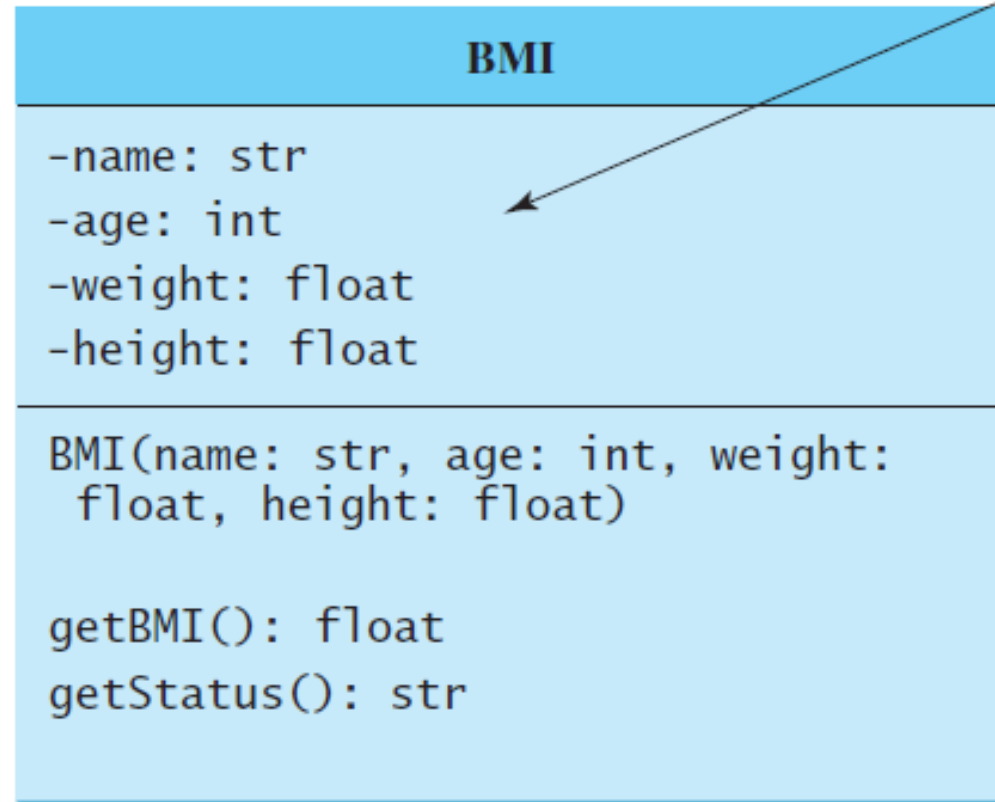 BMI
-name: str
-age: int
-weight: float
-height: float
BMI(name: str, age: int, weight:
float, height: float)
getBMI(): float
getStatus(): str